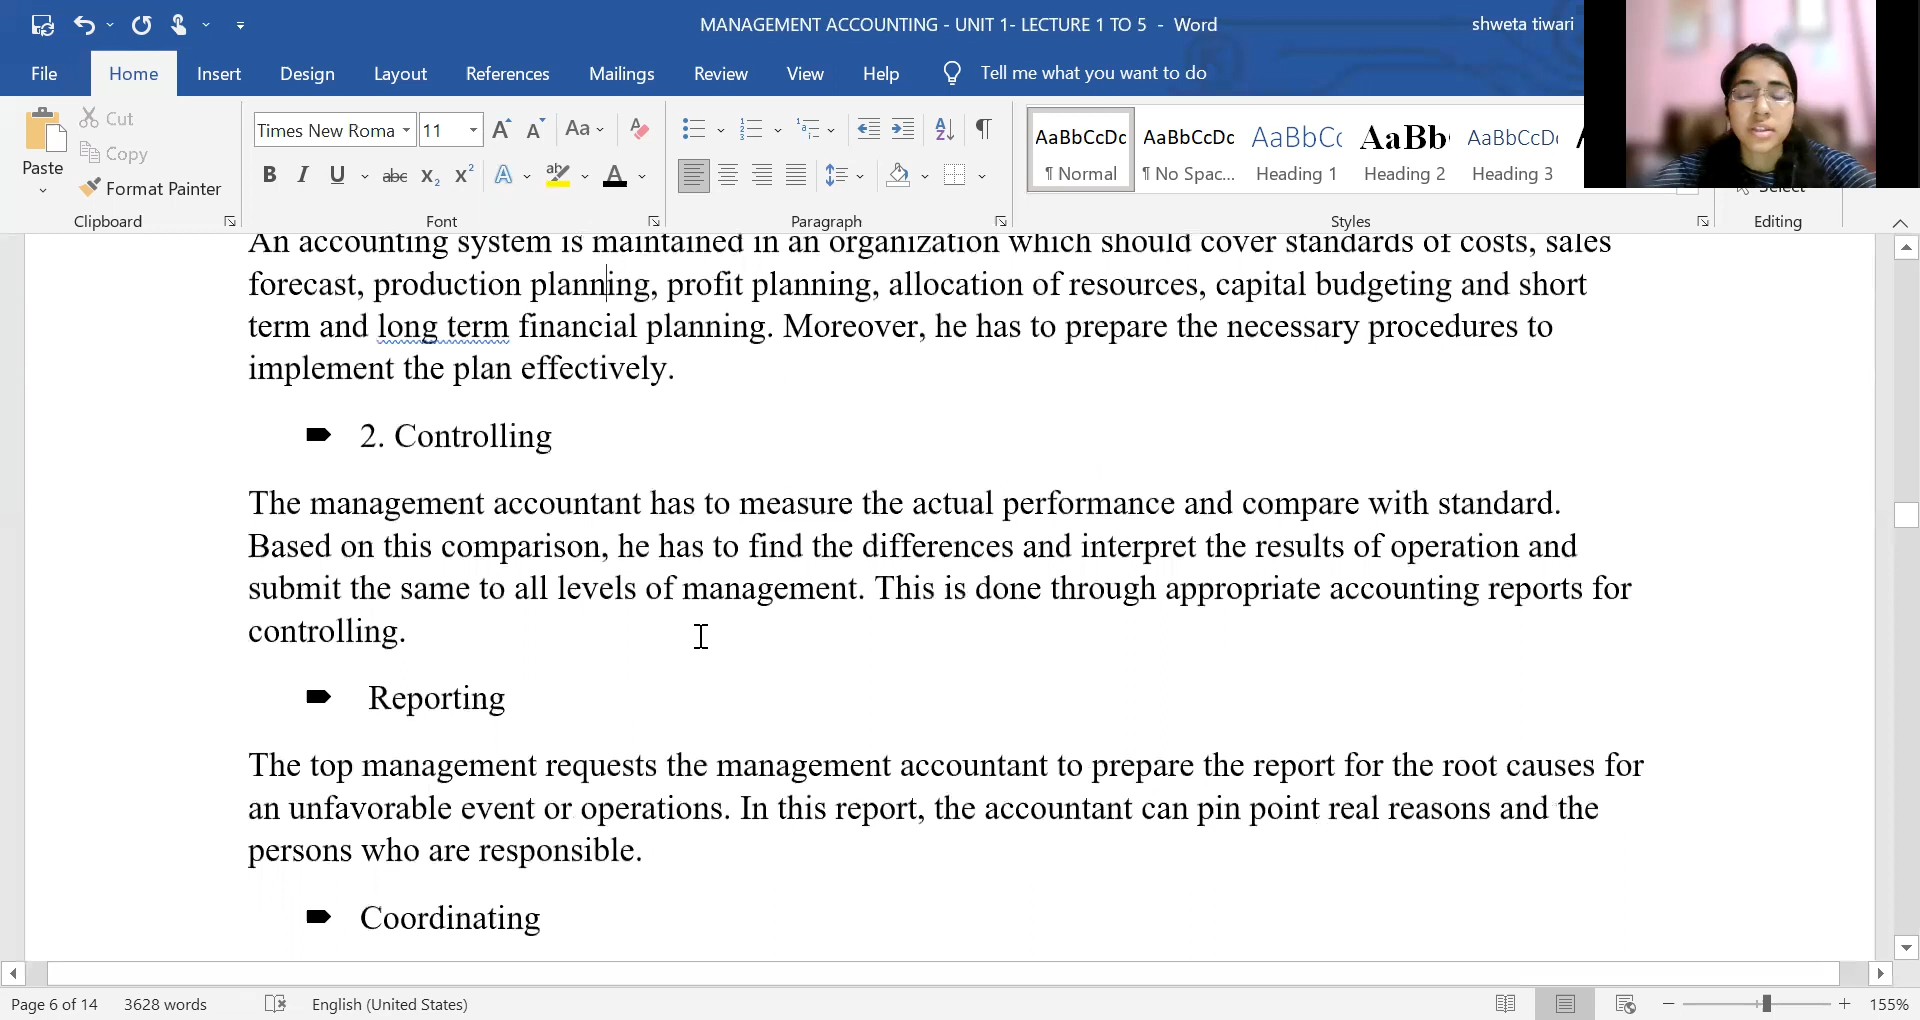 MANAGEMENT ACCOUNTING - UNIT 1- LECTURE 1 TO 5 - Word
shweta tiwari
File Home Insert Design Layout References Mailings Review View Help Tell me what you want to do
Paste
Cut
Copy
Format Painter
Clipboard
Times New Roma 11
Aa
B I U abc X₂ X² A ab A
Font
Paragraph
AaBbCcDc AaBbCcDc AaBbCc AaBb AaBbCcDc
¶ Normal ¶ No Spac... Heading 1 Heading 2 Heading 3
Styles
Select
Editing
An accounting system is maintained in an organization which should cover standards of costs, sales
forecast, production planning, profit planning, allocation of resources, capital budgeting and short
term and long term financial planning. Moreover, he has to prepare the necessary procedures to
implement the plan effectively.
2. Controlling
The management accountant has to measure the actual performance and compare with standard.
Based on this comparison, he has to find the differences and interpret the results of operation and
submit the same to all levels of management. This is done through appropriate accounting reports for
controlling.
Reporting
The top management requests the management accountant to prepare the report for the root causes for
an unfavorable event or operations. In this report, the accountant can pin point real reasons and the
persons who are responsible.
Coordinating
Page 6 of 14 3628 words English (United States) 155%